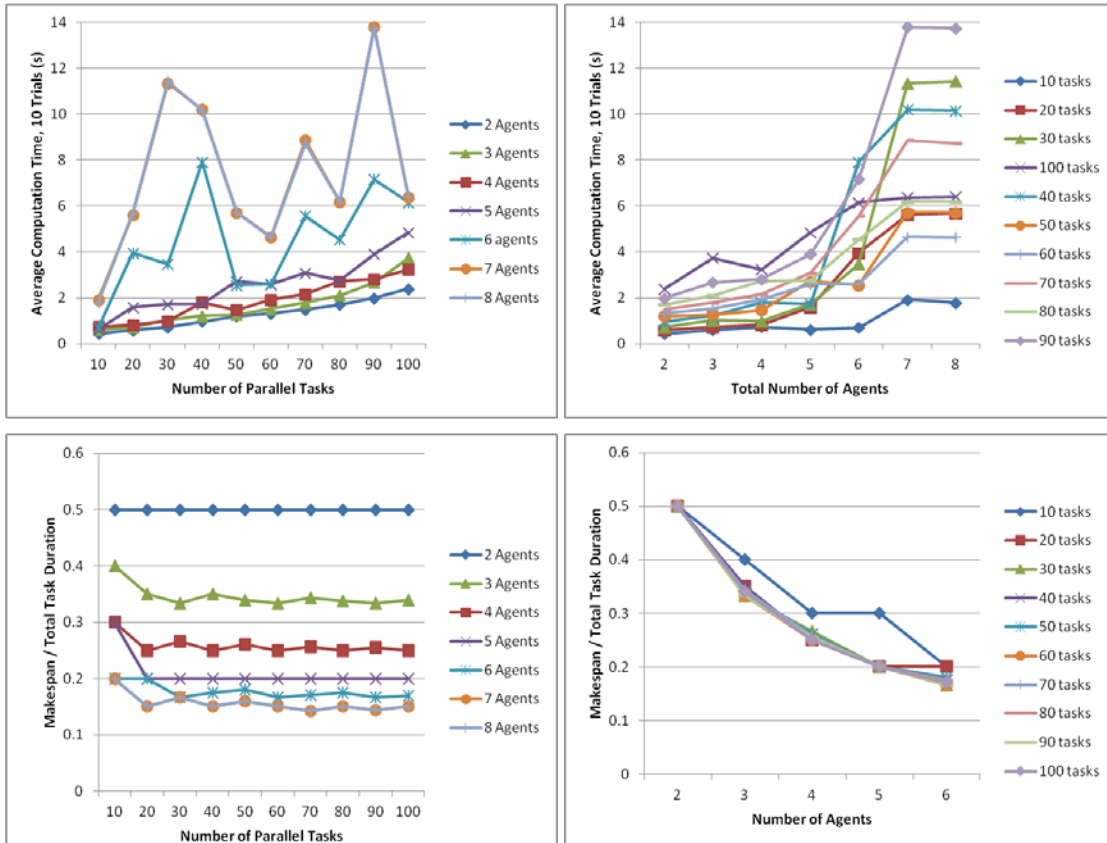 Average Computation Time, 10 Trials (s)
14
12
10
8
6
4
2
0
10 20 30 40 50 60 70 80 90 100
Number of Parallel Tasks
2 Agents
3 Agents
4 Agents
5 Agents
6 agents
7 Agents
8 Agents
Average Computation Time, 10 Trials (s)
14
12
10
8
6
4
2
0
2 3 4 5 6 7 8
Total Number of Agents
10 tasks
20 tasks
30 tasks
100 tasks
40 tasks
50 tasks
60 tasks
70 tasks
80 tasks
90 tasks
Makespan / Total Task Duration
0.6
0.5
0.4
0.3
0.2
0.1
0
10 20 30 40 50 60 70 80 90 100
Number of Parallel Tasks
2 Agents
3 Agents
4 Agents
5 Agents
6 Agents
7 Agents
8 Agents
Makespan / Total Task Duration
0.6
0.5
0.4
0.3
0.2
0.1
0
2 3 4 5 6
Number of Agents
10 tasks
20 tasks
30 tasks
40 tasks
50 tasks
60 tasks
70 tasks
80 tasks
90 tasks
100 tasks